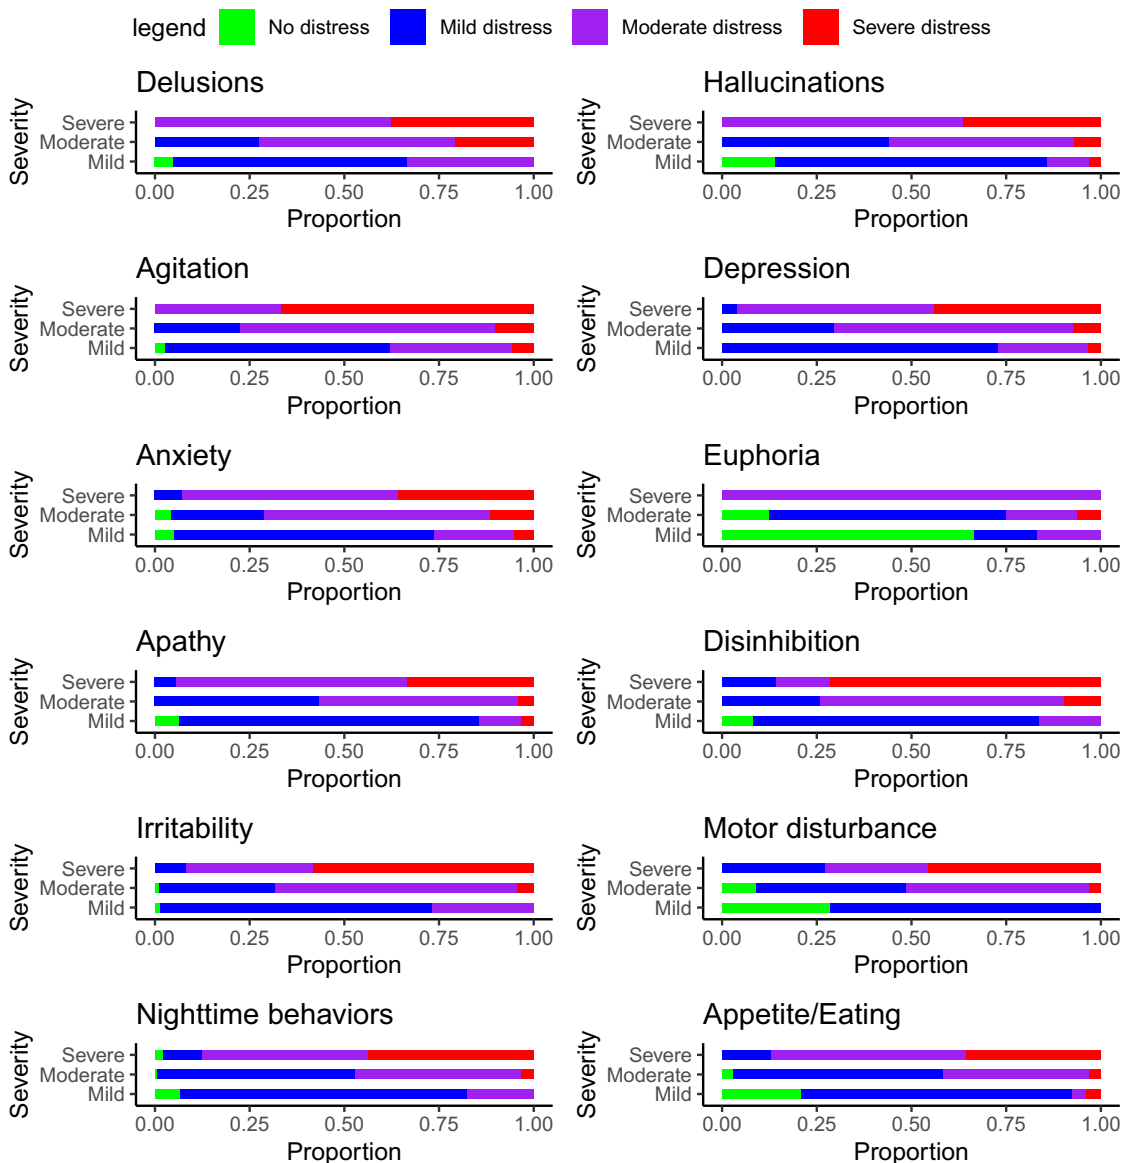 legend No distress Mild distress Moderate distress Severe distress
Delusions
Severity
Severe
Moderate
Mild
0.00 0.25 0.50 0.75 1.00
Proportion
Hallucinations
Severity
Severe
Moderate
Mild
0.00 0.25 0.50 0.75 1.00
Proportion
Agitation
Severity
Severe
Moderate
Mild
0.00 0.25 0.50 0.75 1.00
Proportion
Depression
Severity
Severe
Moderate
Mild
0.00 0.25 0.50 0.75 1.00
Proportion
Anxiety
Severity
Severe
Moderate
Mild
0.00 0.25 0.50 0.75 1.00
Proportion
Euphoria
Severity
Severe
Moderate
Mild
0.00 0.25 0.50 0.75 1.00
Proportion
Apathy
Severity
Severe
Moderate
Mild
0.00 0.25 0.50 0.75 1.00
Proportion
Disinhibition
Severity
Severe
Moderate
Mild
0.00 0.25 0.50 0.75 1.00
Proportion
Irritability
Severity
Severe
Moderate
Mild
0.00 0.25 0.50 0.75 1.00
Proportion
Motor disturbance
Severity
Severe
Moderate
Mild
0.00 0.25 0.50 0.75 1.00
Proportion
Nighttime behaviors
Severity
Severe
Moderate
Mild
0.00 0.25 0.50 0.75 1.00
Proportion
Appetite/Eating
Severity
Severe
Moderate
Mild
0.00 0.25 0.50 0.75 1.00
Proportion